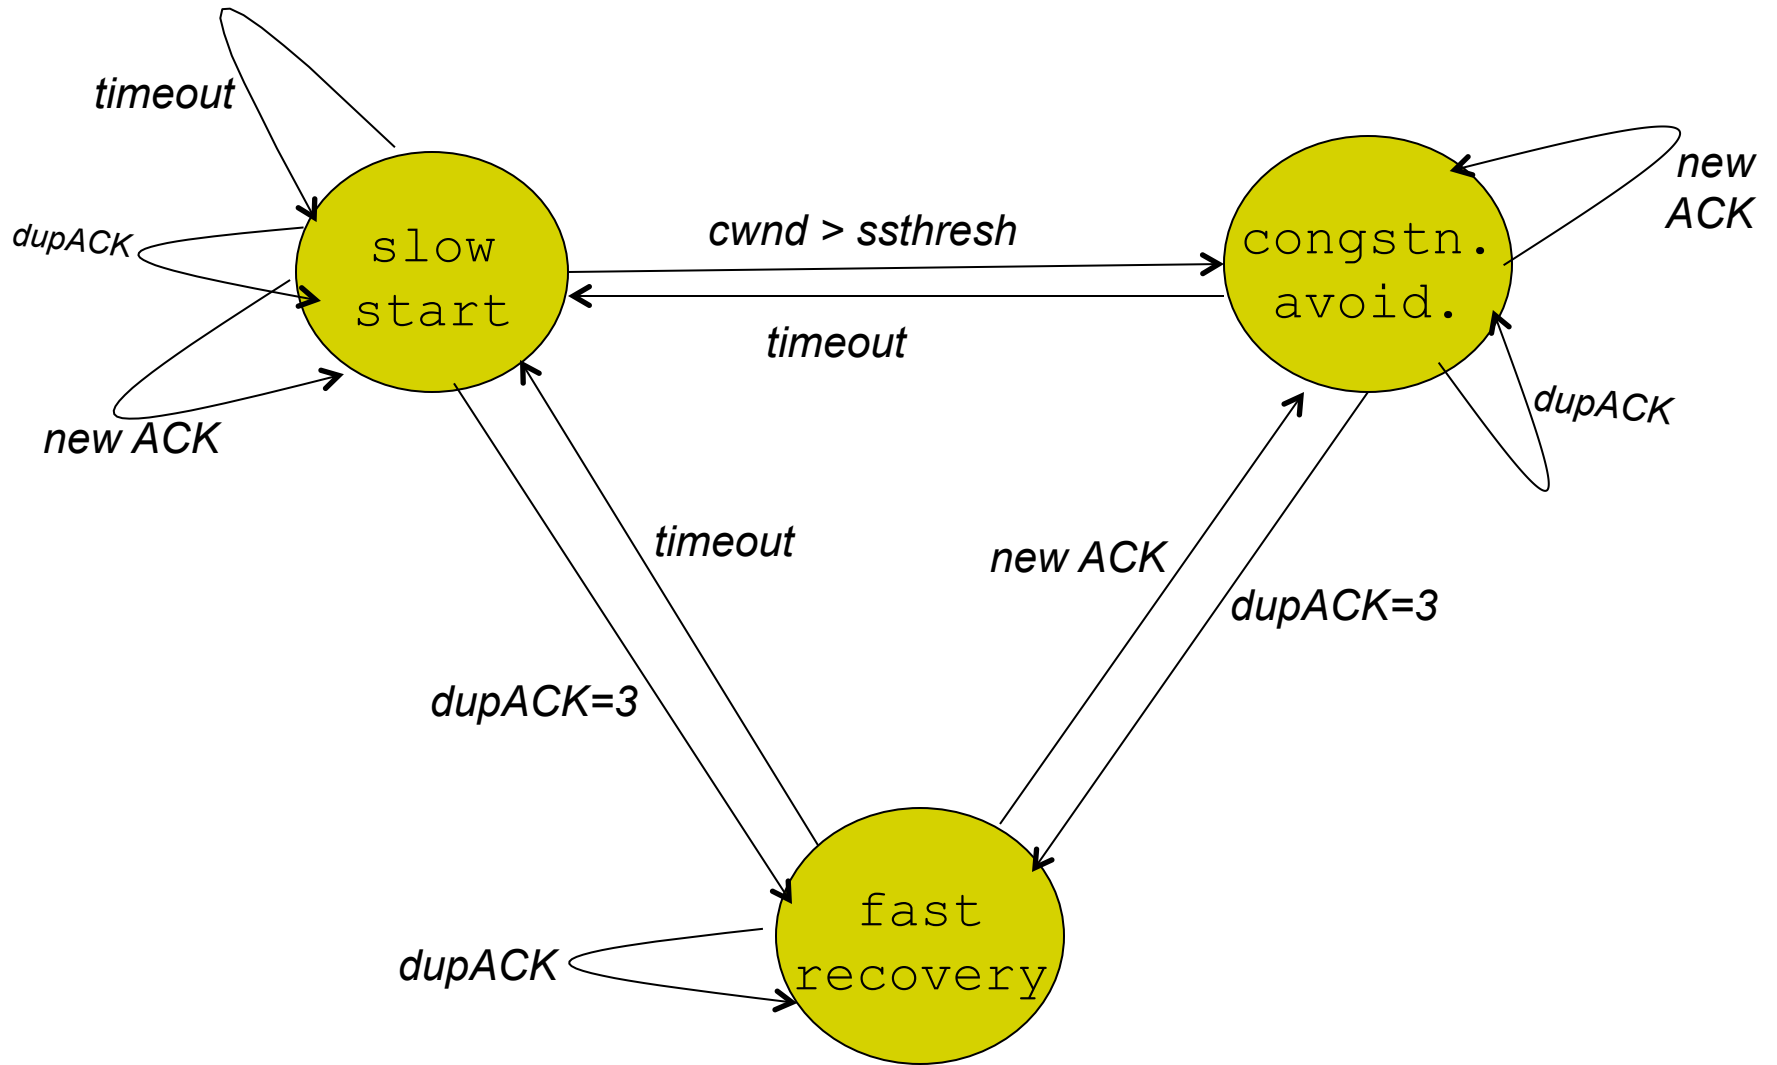 timeout
dupACK
slow
start
new ACK
cwnd > ssthresh
timeout
congstn.
avoid.
new
ACK
dupACK
timeout
new ACK
dupACK=3
dupACK=3
fast
recovery
dupACK